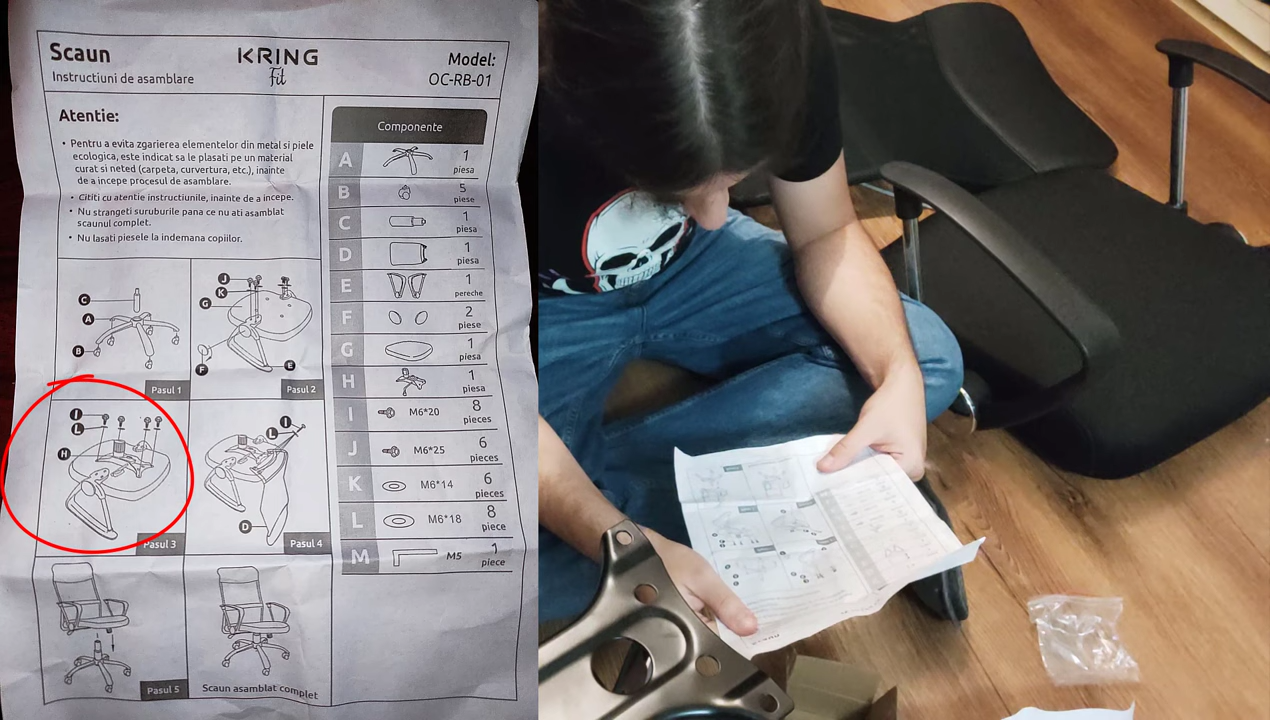 Scaun
Instructiuni de asamblare
KRING
fit
Model:
OC-RB-01
Atentie:
• Pentru a evita zgarierea elementelor din metal si piele
ecologica, este indicat sa le plasati pe un material
curat si neted (carpeta, curvertura, etc.), inainte
de a incepe procesul de asamblare.
• Cititi cu atentie instructiunile, inainte de a incepe.
• Nu strangeti suruburile pana ce nu ati asamblat
scaunul complet.
• Nu lasati piesele la indemana copiilor.
Componente
A 1 piesa
B 5 piese
C 1 piesa
D 1 piesa
E 1 pereche
F 2 piese
G 1 piesa
H 1 piesa
I M6*20 8 pieces
J M6*25 6 pieces
K M6*14 6 pieces
L M6*18 8 piece
M M5 1 piece
C
A
B
Pasul 1
J
K
G
F
E
Pasul 2
J
L
H
Pasul 3
I
L
D
Pasul 4
Pasul 5
Scaun asamblat complet